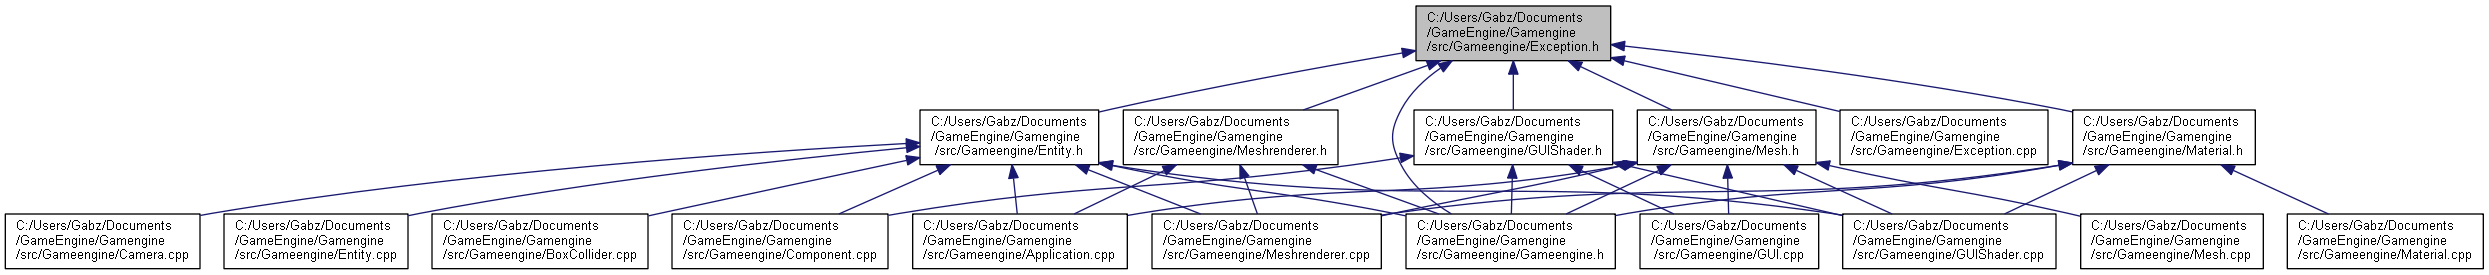 C:/Users/Gabz/Documents
/GameEngine/Gamengine
/src/Gameengine/Exception.h
C:/Users/Gabz/Documents
/GameEngine/Gamengine
/src/Gameengine/Entity.h
C:/Users/Gabz/Documents
/GameEngine/Gamengine
/src/Gameengine/Meshrenderer.h
C:/Users/Gabz/Documents
/GameEngine/Gamengine
/src/Gameengine/GUIShader.h
C:/Users/Gabz/Documents
/GameEngine/Gamengine
/src/Gameengine/Mesh.h
C:/Users/Gabz/Documents
/GameEngine/Gamengine
/src/Gameengine/Exception.cpp
C:/Users/Gabz/Documents
/GameEngine/Gamengine
/src/Gameengine/Material.h
C:/Users/Gabz/Documents
/GameEngine/Gamengine
/src/Gameengine/Camera.cpp
C:/Users/Gabz/Documents
/GameEngine/Gamengine
/src/Gameengine/Entity.cpp
C:/Users/Gabz/Documents
/GameEngine/Gamengine
/src/Gameengine/BoxCollider.cpp
C:/Users/Gabz/Documents
/GameEngine/Gamengine
/src/Gameengine/Component.cpp
C:/Users/Gabz/Documents
/GameEngine/Gamengine
/src/Gameengine/Application.cpp
C:/Users/Gabz/Documents
/GameEngine/Gamengine
/src/Gameengine/Meshrenderer.cpp
C:/Users/Gabz/Documents
/GameEngine/Gamengine
/src/Gameengine/Gameengine.h
C:/Users/Gabz/Documents
/GameEngine/Gamengine
/src/Gameengine/GUI.cpp
C:/Users/Gabz/Documents
/GameEngine/Gamengine
/src/Gameengine/GUIShader.cpp
C:/Users/Gabz/Documents
/GameEngine/Gamengine
/src/Gameengine/Mesh.cpp
C:/Users/Gabz/Documents
/GameEngine/Gamengine
/src/Gameengine/Material.cpp